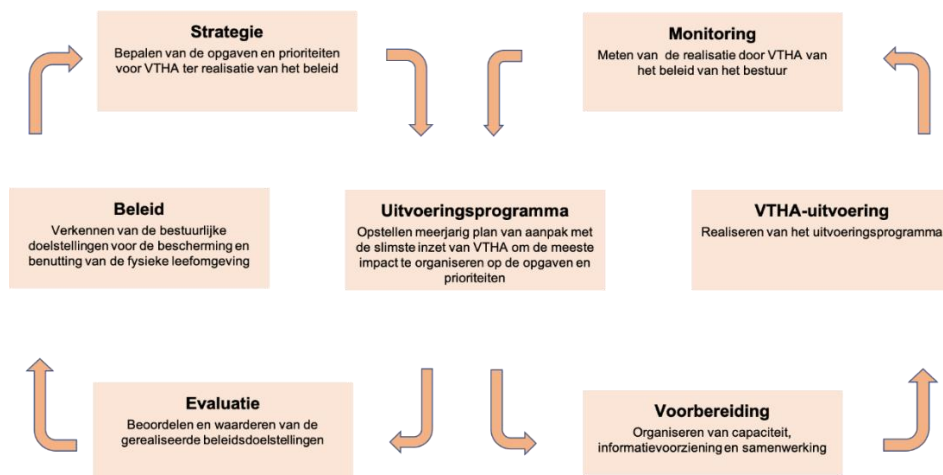 Strategie
Bepalen van de opgaven en prioriteiten
voor VTHA ter realisatie van het beleid
Monitoring
Meten van de realisatie door VTHA van
het beleid van het bestuur
Beleid
Verkennen van de bestuurlijke
doelstellingen voor de bescherming en
benutting van de fysieke leefomgeving
Uitvoeringsprogramma
Opstellen meerjarig plan van aanpak met
de slimste inzet van VTHA om de meeste
impact te organiseren op de opgaven en
prioriteiten
VTHA-uitvoering
Realiseren van het uitvoeringsprogramma
Evaluatie
Beoordelen en waarderen van de
gerealiseerde beleidsdoelstellingen
Voorbereiding
Organiseren van capaciteit,
informatievoorziening en samenwerking